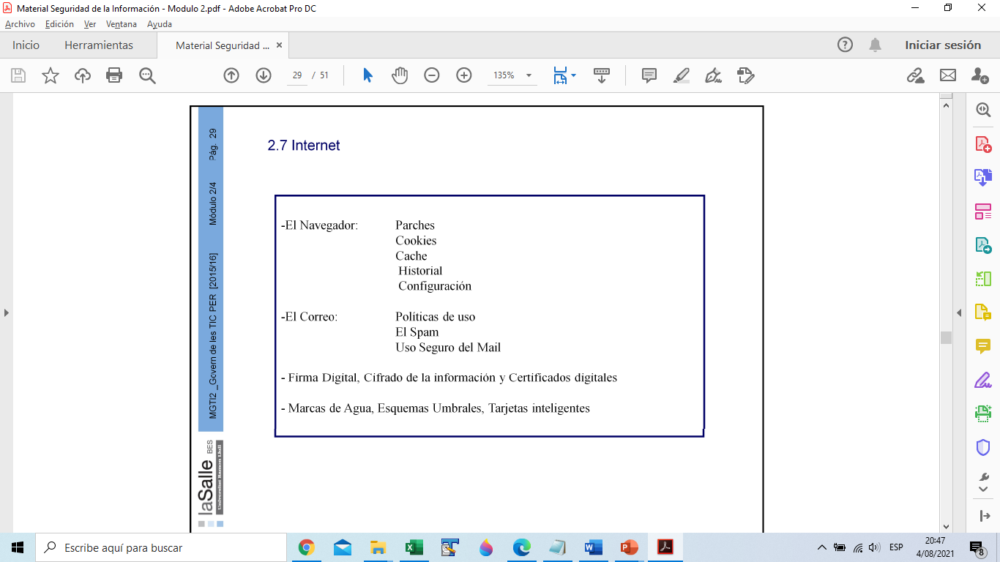 Material Seguridad de la Información - Modulo 2.pdf - Adobe Acrobat Pro DC
Archivo Edición Ver Ventana Ayuda
Inicio Herramientas Material Seguridad ... Iniciar sesión
29 / 51 135%
2.7 Internet
-El Navegador: Parches
Cookies
Cache
Historial
Configuración
-El Correo: Políticas de uso
El Spam
Uso Seguro del Mail
- Firma Digital, Cifrado de la información y Certificados digitales
- Marcas de Agua, Esquemas Umbrales, Tarjetas inteligentes
MGTI2 _Govern de les TIC PER [2015/16] Módulo 2/4 Pág. 29
laSalle BES
Universitat Ramon Llull
Escribe aquí para buscar
ESP
20:47
4/08/2021
8